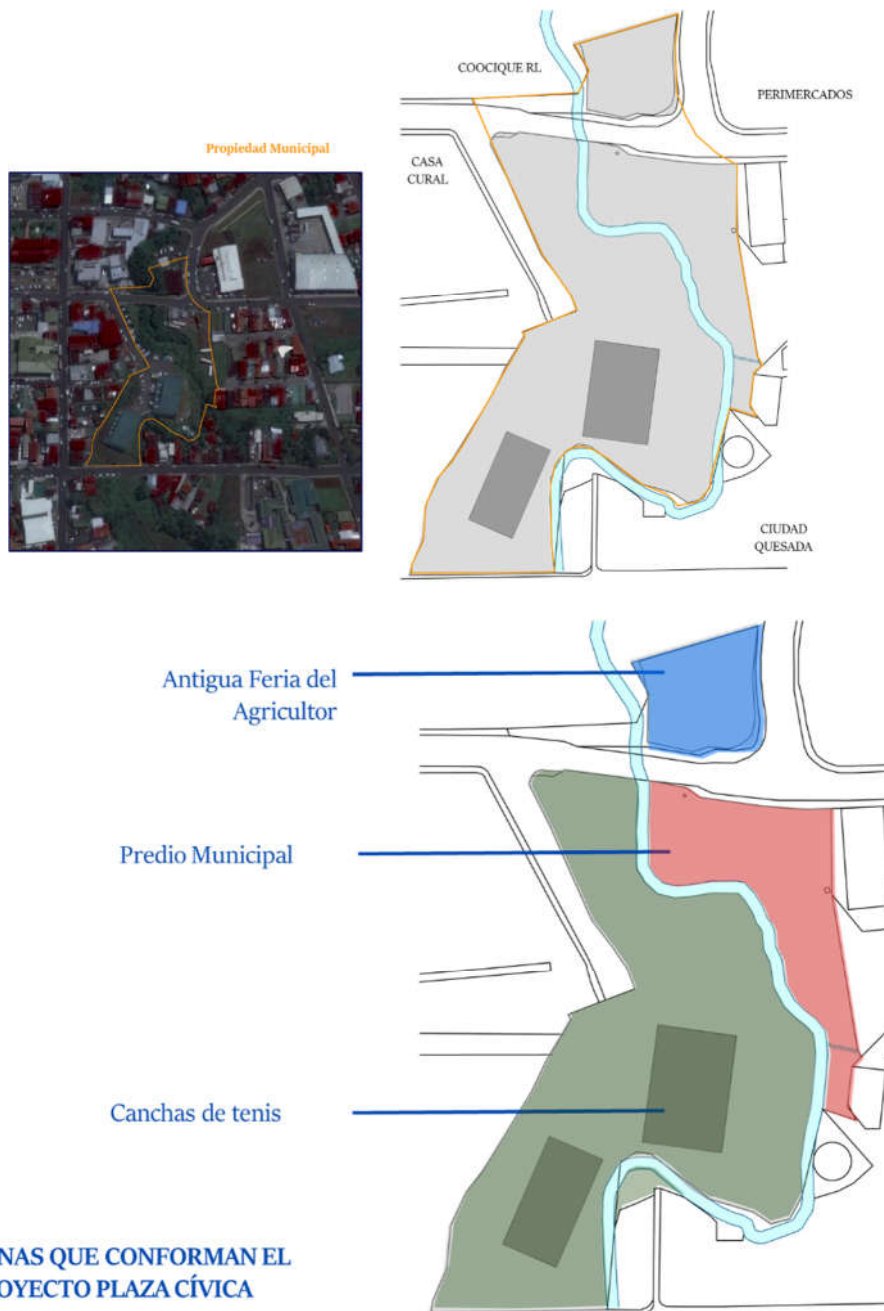 COOCIQUE RL
PERIMERCADOS
Propiedad Municipal
CASA
CURAL
CIUDAD
QUESADA
Antigua Feria del
Agricultor
Predio Municipal
Canchas de tenis
NAS QUE CONFORMAN EL
OYECTO PLAZA CÍVICA